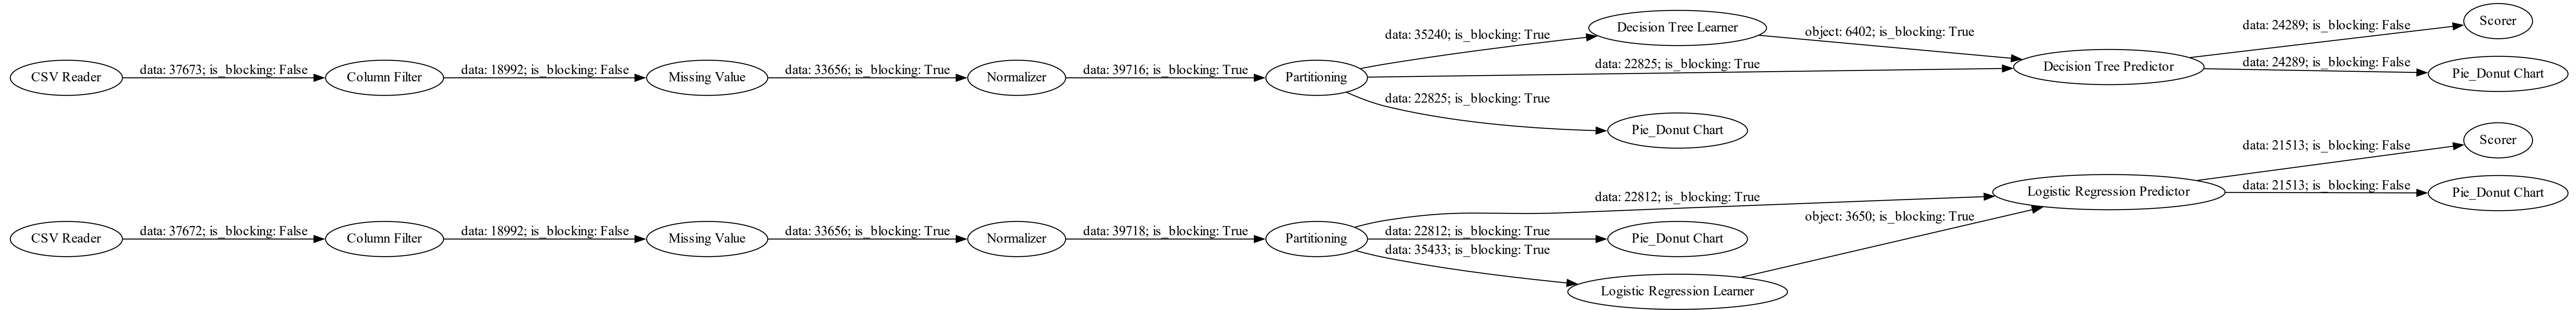 CSV Reader
data: 37673; is_blocking: False
Column Filter
data: 18992; is_blocking: False
Missing Value
data: 33656; is_blocking: True
Normalizer
data: 39716; is_blocking: True
Partitioning
data: 35240; is_blocking: True
Decision Tree Learner
object: 6402; is_blocking: True
data: 22825; is_blocking: True
Decision Tree Predictor
data: 22825; is_blocking: True
Pie_Donut Chart
data: 24289; is_blocking: False
Scorer
data: 24289; is_blocking: False
Pie_Donut Chart
CSV Reader
data: 37672; is_blocking: False
Column Filter
data: 18992; is_blocking: False
Missing Value
data: 33656; is_blocking: True
Normalizer
data: 39718; is_blocking: True
Partitioning
data: 22812; is_blocking: True
Logistic Regression Predictor
data: 22812; is_blocking: True
Pie_Donut Chart
data: 35433; is_blocking: True
Logistic Regression Learner
object: 3650; is_blocking: True
data: 21513; is_blocking: False
Scorer
data: 21513; is_blocking: False
Pie_Donut Chart